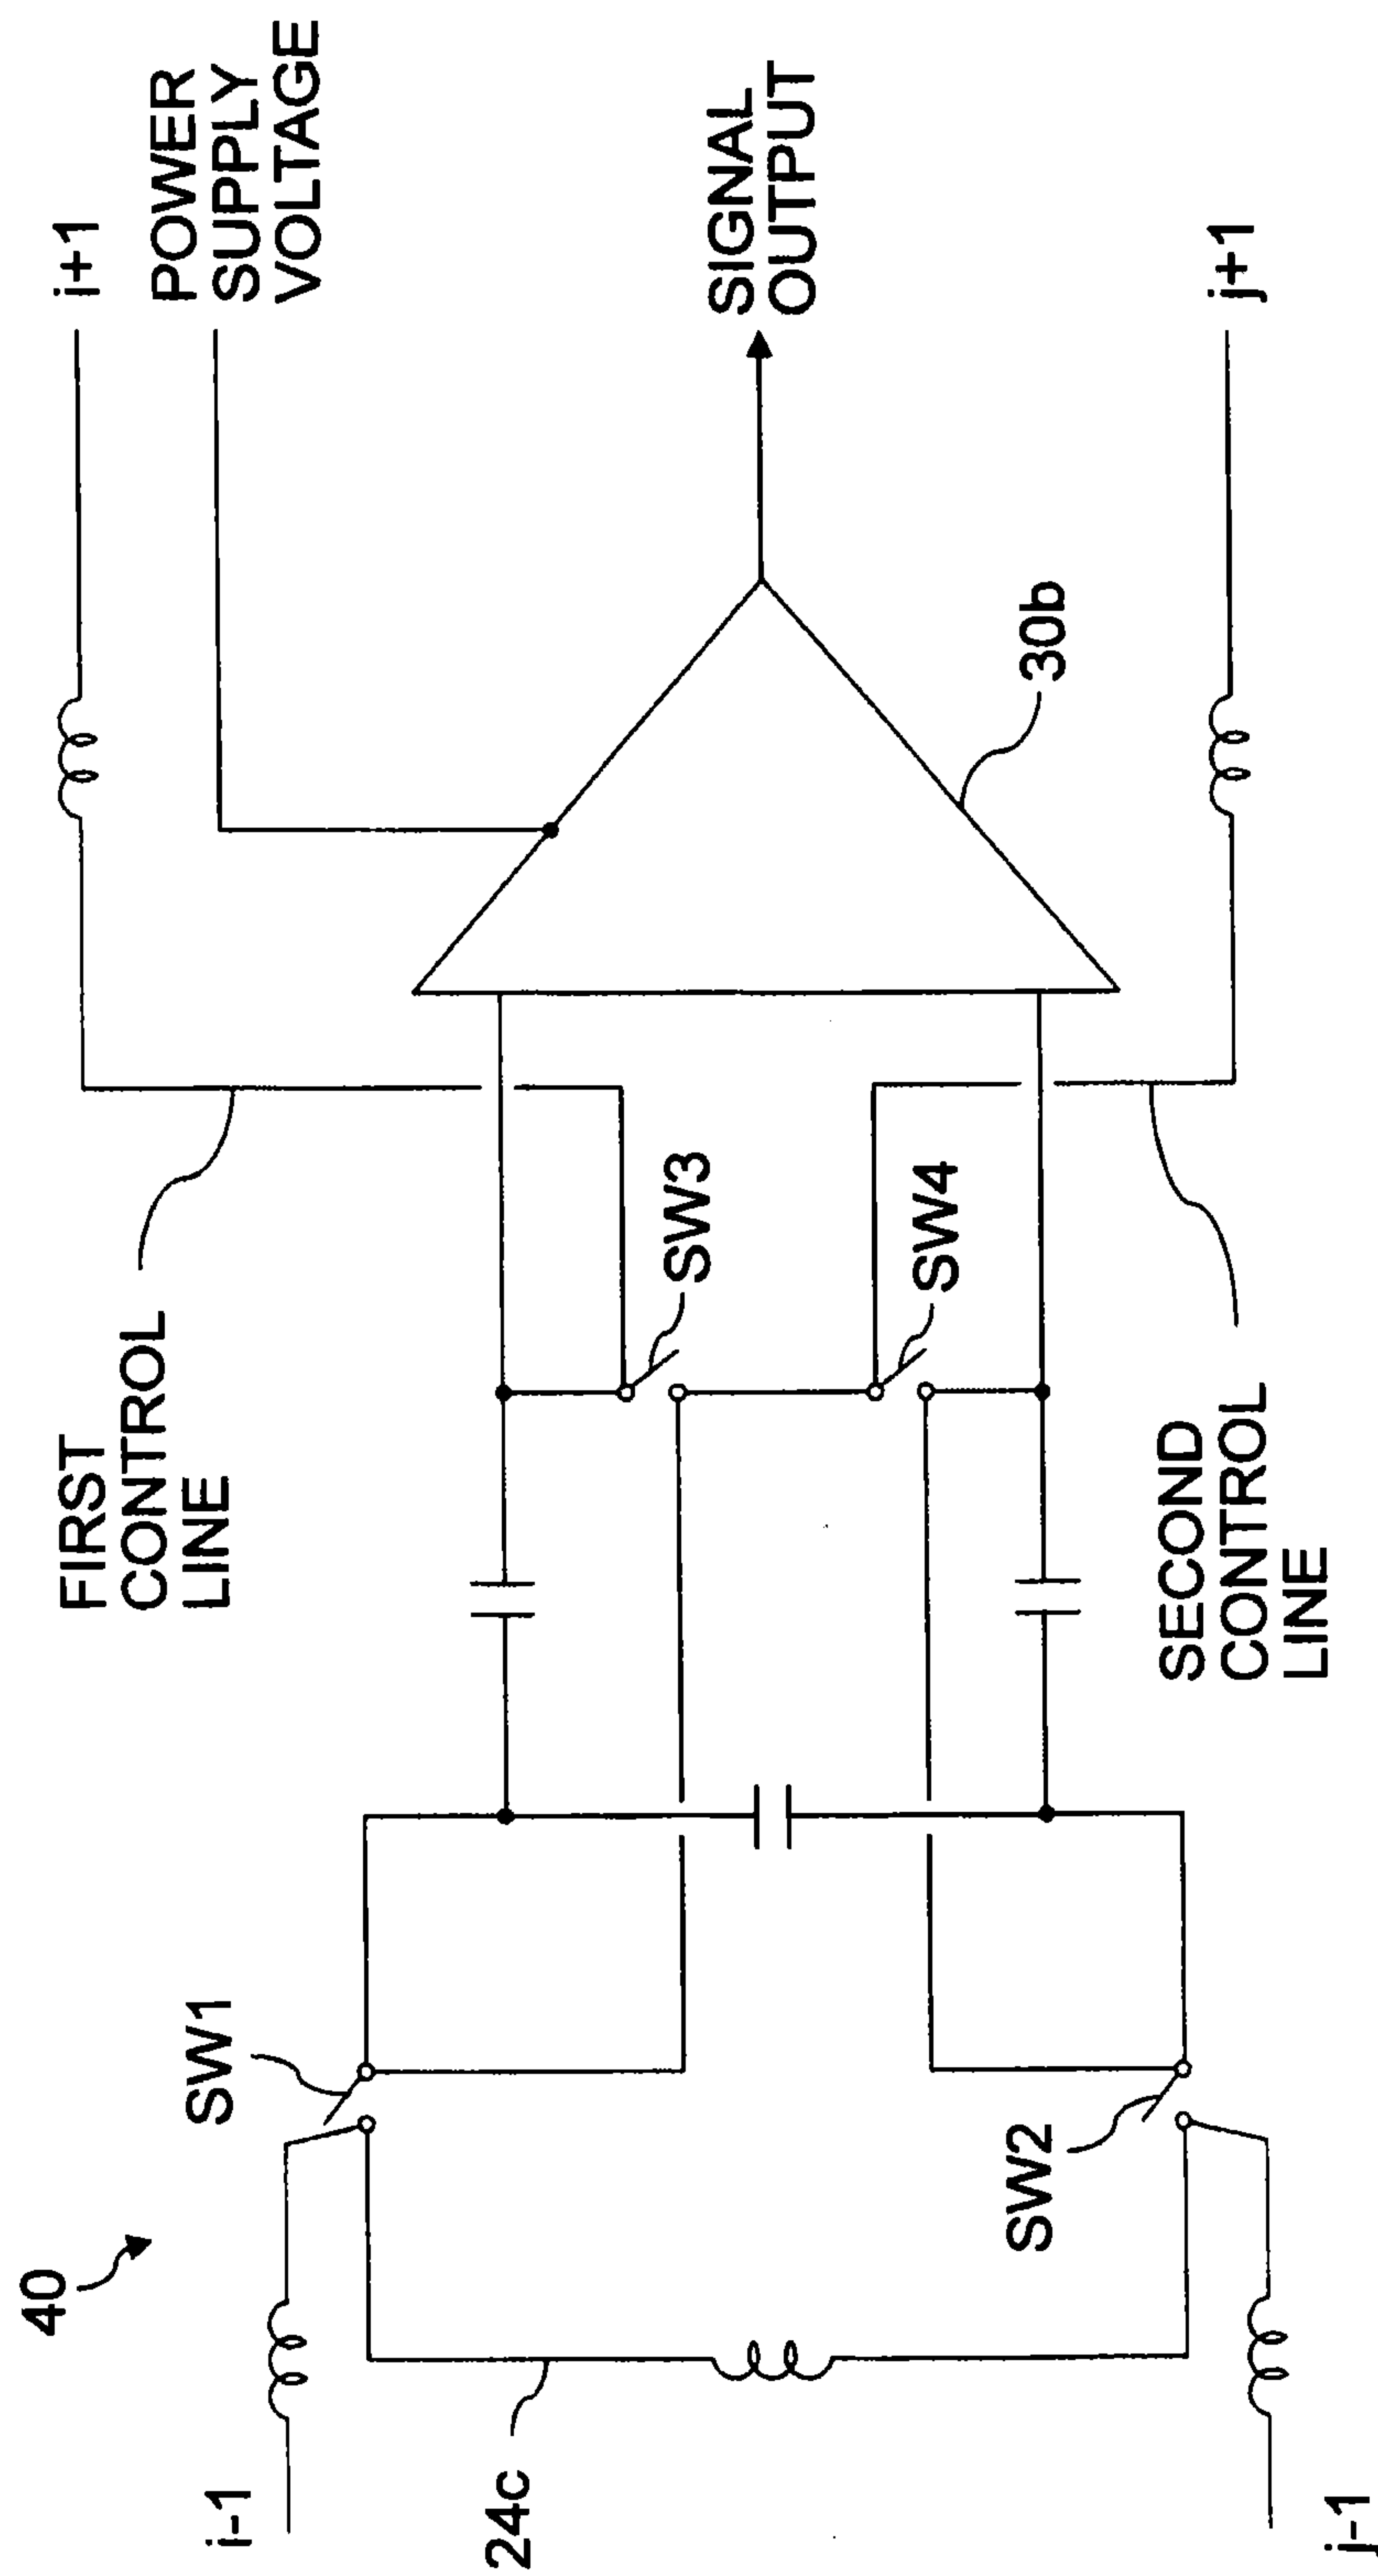 40
SW1
i-1
24c
j-1
SW2
FIRST
CONTROL
LINE
SECOND
CONTROL
LINE
SW3
SW4
30b
i+1
POWER
SUPPLY
VOLTAGE
SIGNAL
OUTPUT
j+1